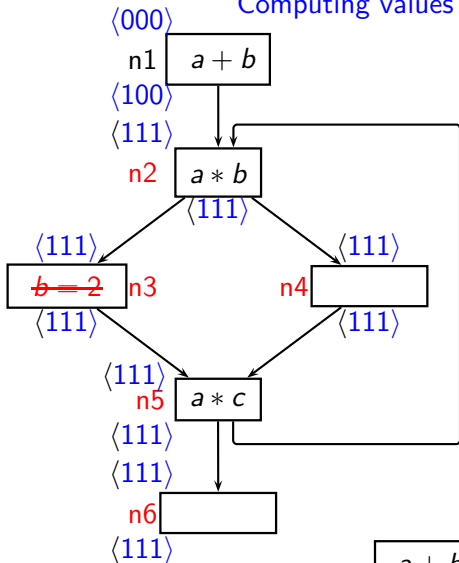 Computing values
⟨000⟩
n1 a + b
⟨100⟩
⟨111⟩
n2 a ∗ b
⟨111⟩
⟨111⟩ ⟨111⟩
b = 2 n3 n4
⟨111⟩ ⟨111⟩
⟨111⟩
n5 a ∗ c
⟨111⟩
⟨111⟩
n6
⟨111⟩
a + b